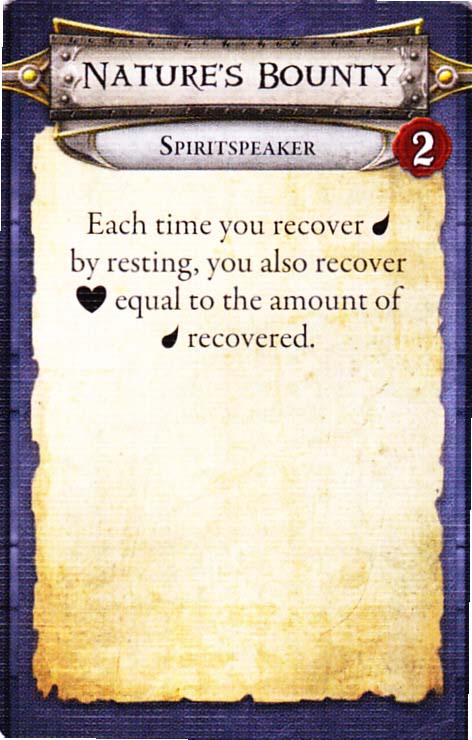 NATURE'S BOUNTY
SPIRITSPEAKER
2
Each time you recover
by resting, you also recover
equal to the amount of
recovered.